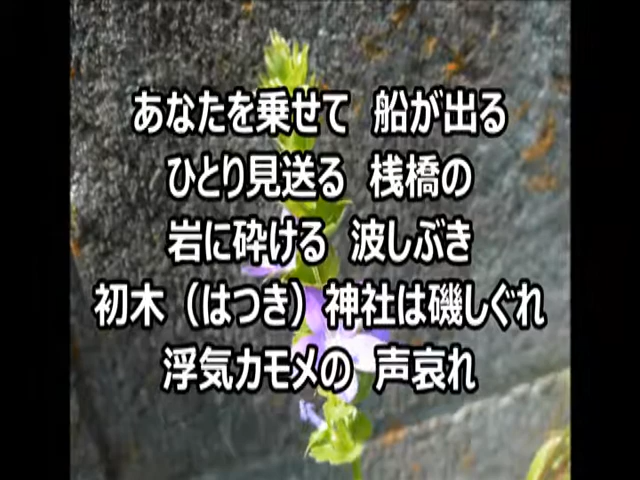 あなたを乗せて　船が出る
ひとり見送る　桟橋の
岩に砕ける　波しぶき
初木（はつき）神社は磯しぐれ
浮気カモメの　声哀れ